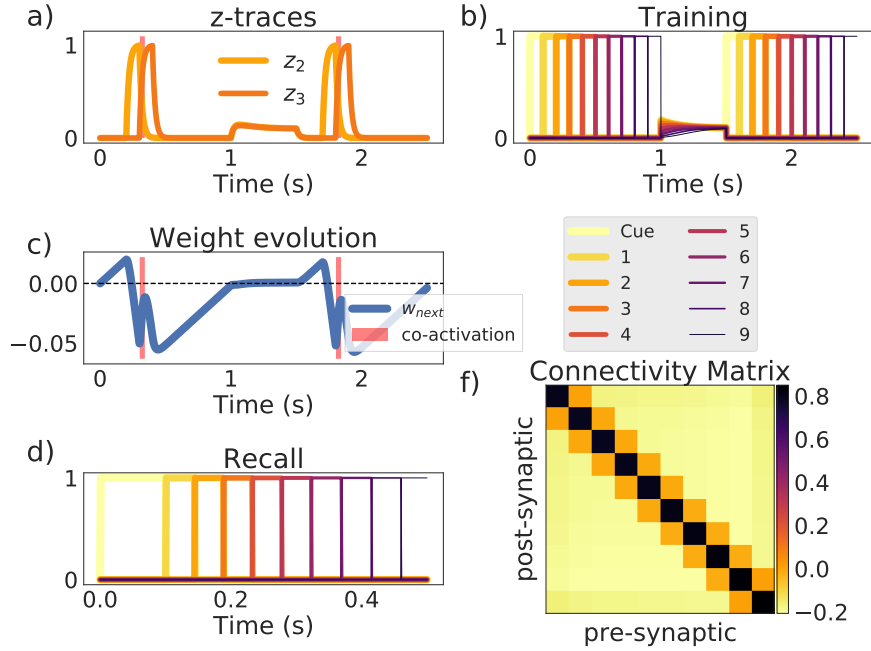 a)
z-traces
1
0
z2
z3
0
1
2
Time (s)
b)
Training
1
0
0
1
2
Time (s)
c)
Weight evolution
0.00
−0.05
w_next
co-activation
0
1
2
Time (s)
Cue
1
2
3
4
5
6
7
8
9
d)
Recall
1
0
0.0
0.2
0.4
Time (s)
f)
Connectivity Matrix
post-synaptic
pre-synaptic
0.8
0.6
0.4
0.2
0.0
−0.2